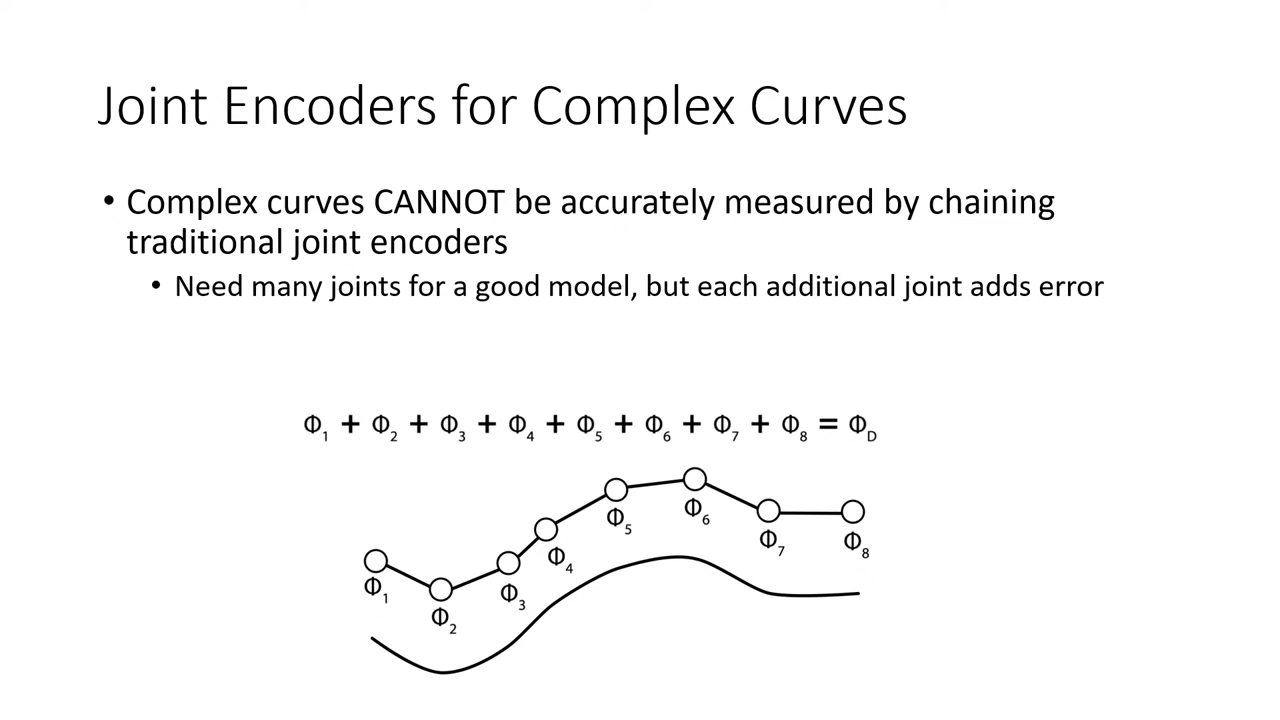 Joint Encoders for Complex Curves
• Complex curves CANNOT be accurately measured by chaining
traditional joint encoders
• Need many joints for a good model, but each additional joint adds error
Φ₁ + Φ₂ + Φ₃ + Φ₄ + Φ₅ + Φ₆ + Φ₇ + Φ₈ = Φ_D
Φ₁
Φ₂
Φ₃
Φ₄
Φ₅
Φ₆
Φ₇
Φ₈